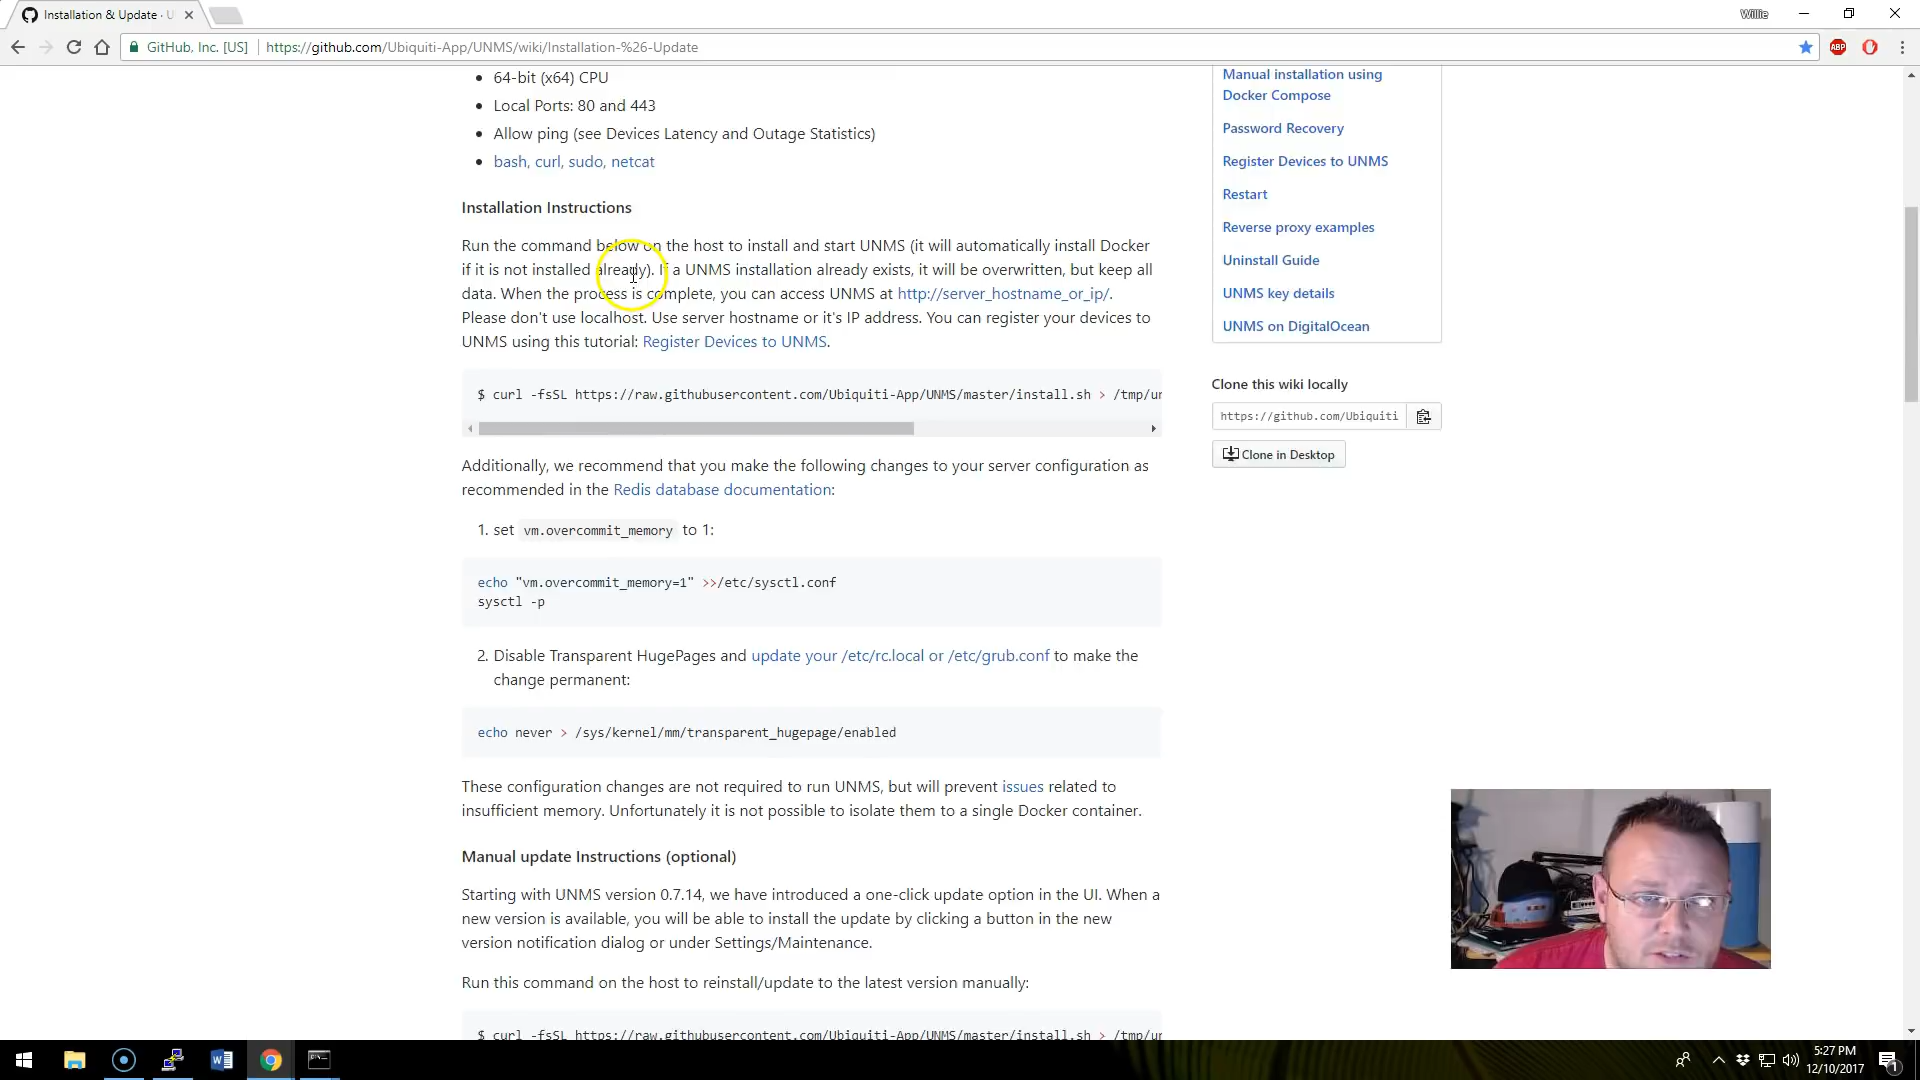 Installation & Update · U
Willie
GitHub, Inc. [US]
https://github.com/Ubiquiti-App/UNMS/wiki/Installation-%26-Update
ABP
64-bit (x64) CPU
Local Ports: 80 and 443
Allow ping (see Devices Latency and Outage Statistics)
bash, curl, sudo, netcat
Installation Instructions
Run the command below on the host to install and start UNMS (it will automatically install Docker
if it is not installed already). If a UNMS installation already exists, it will be overwritten, but keep all
data. When the process is complete, you can access UNMS at http://server_hostname_or_ip/.
Please don't use localhost. Use server hostname or it's IP address. You can register your devices to
UNMS using this tutorial: Register Devices to UNMS.
$ curl -fsSL https://raw.githubusercontent.com/Ubiquiti-App/UNMS/master/install.sh > /tmp/un
Additionally, we recommend that you make the following changes to your server configuration as
recommended in the Redis database documentation:
1. set vm.overcommit_memory to 1:
echo "vm.overcommit_memory=1" >>/etc/sysctl.conf
sysctl -p
2. Disable Transparent HugePages and update your /etc/rc.local or /etc/grub.conf to make the
change permanent:
echo never > /sys/kernel/mm/transparent_hugepage/enabled
These configuration changes are not required to run UNMS, but will prevent issues related to
insufficient memory. Unfortunately it is not possible to isolate them to a single Docker container.
Manual update Instructions (optional)
Starting with UNMS version 0.7.14, we have introduced a one-click update option in the UI. When a
new version is available, you will be able to install the update by clicking a button in the new
version notification dialog or under Settings/Maintenance.
Run this command on the host to reinstall/update to the latest version manually:
$ curl -fsSL https://raw.githubusercontent.com/Ubiquiti-App/UNMS/master/install.sh > /tmp/un
Manual installation using
Docker Compose
Password Recovery
Register Devices to UNMS
Restart
Reverse proxy examples
Uninstall Guide
UNMS key details
UNMS on DigitalOcean
Clone this wiki locally
https://github.com/Ubiquiti
Clone in Desktop
5:27 PM
12/10/2017
1